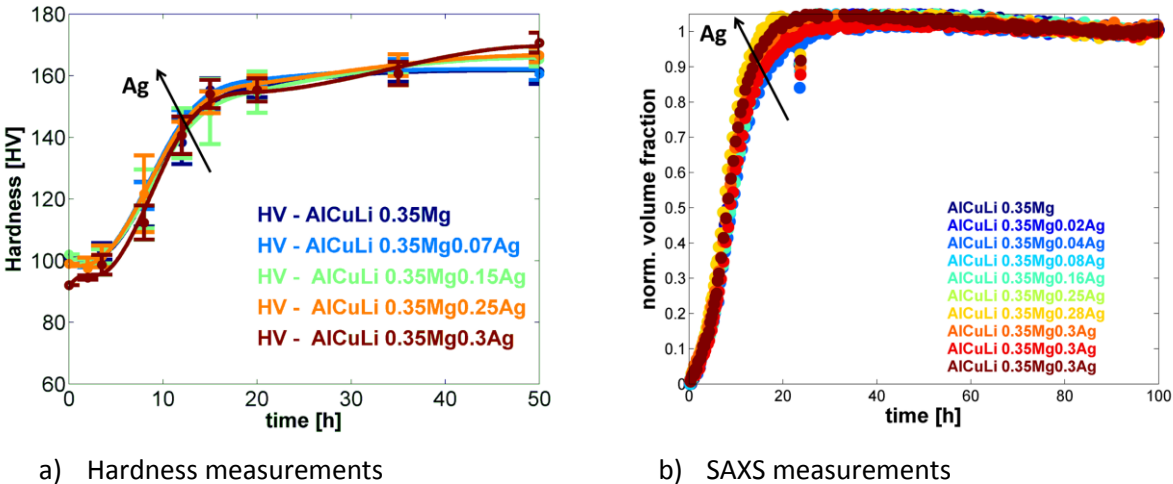 180
160
140
120
100
80
60
Hardness [HV]
Ag
HV - AlCuLi 0.35Mg
HV - AlCuLi 0.35Mg0.07Ag
HV - AlCuLi 0.35Mg0.15Ag
HV - AlCuLi 0.35Mg0.25Ag
HV - AlCuLi 0.35Mg0.3Ag
0 10 20 30 40 50
time [h]
a) Hardness measurements
1
0.9
0.8
0.7
0.6
0.5
0.4
0.3
0.2
0.1
0
norm. volume fraction
Ag
AlCuLi 0.35Mg
AlCuLi 0.35Mg0.02Ag
AlCuLi 0.35Mg0.04Ag
AlCuLi 0.35Mg0.08Ag
AlCuLi 0.35Mg0.16Ag
AlCuLi 0.35Mg0.25Ag
AlCuLi 0.35Mg0.28Ag
AlCuLi 0.35Mg0.3Ag
AlCuLi 0.35Mg0.3Ag
AlCuLi 0.35Mg0.3Ag
0 20 40 60 80 100
time [h]
b) SAXS measurements